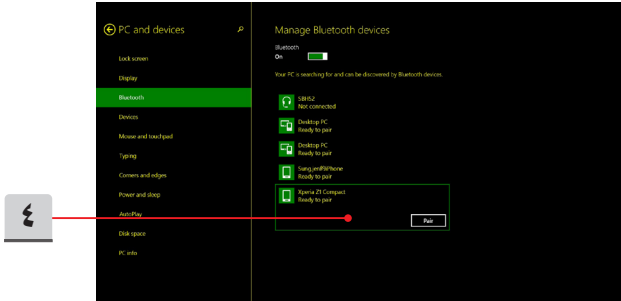 PC and devices
Lock screen
Display
Bluetooth
Devices
Mouse and touchpad
Typing
Corners and edges
Power and sleep
AutoPlay
Disk space
PC info
Manage Bluetooth devices
Bluetooth
On
Your PC is searching for and can be discovered by Bluetooth devices.
SBH52
Not connected
Desktop PC
Ready to pair
Desktop PC
Ready to pair
Ready to pair
Xperia Z1 Compact
Ready to pair
Pair
٤